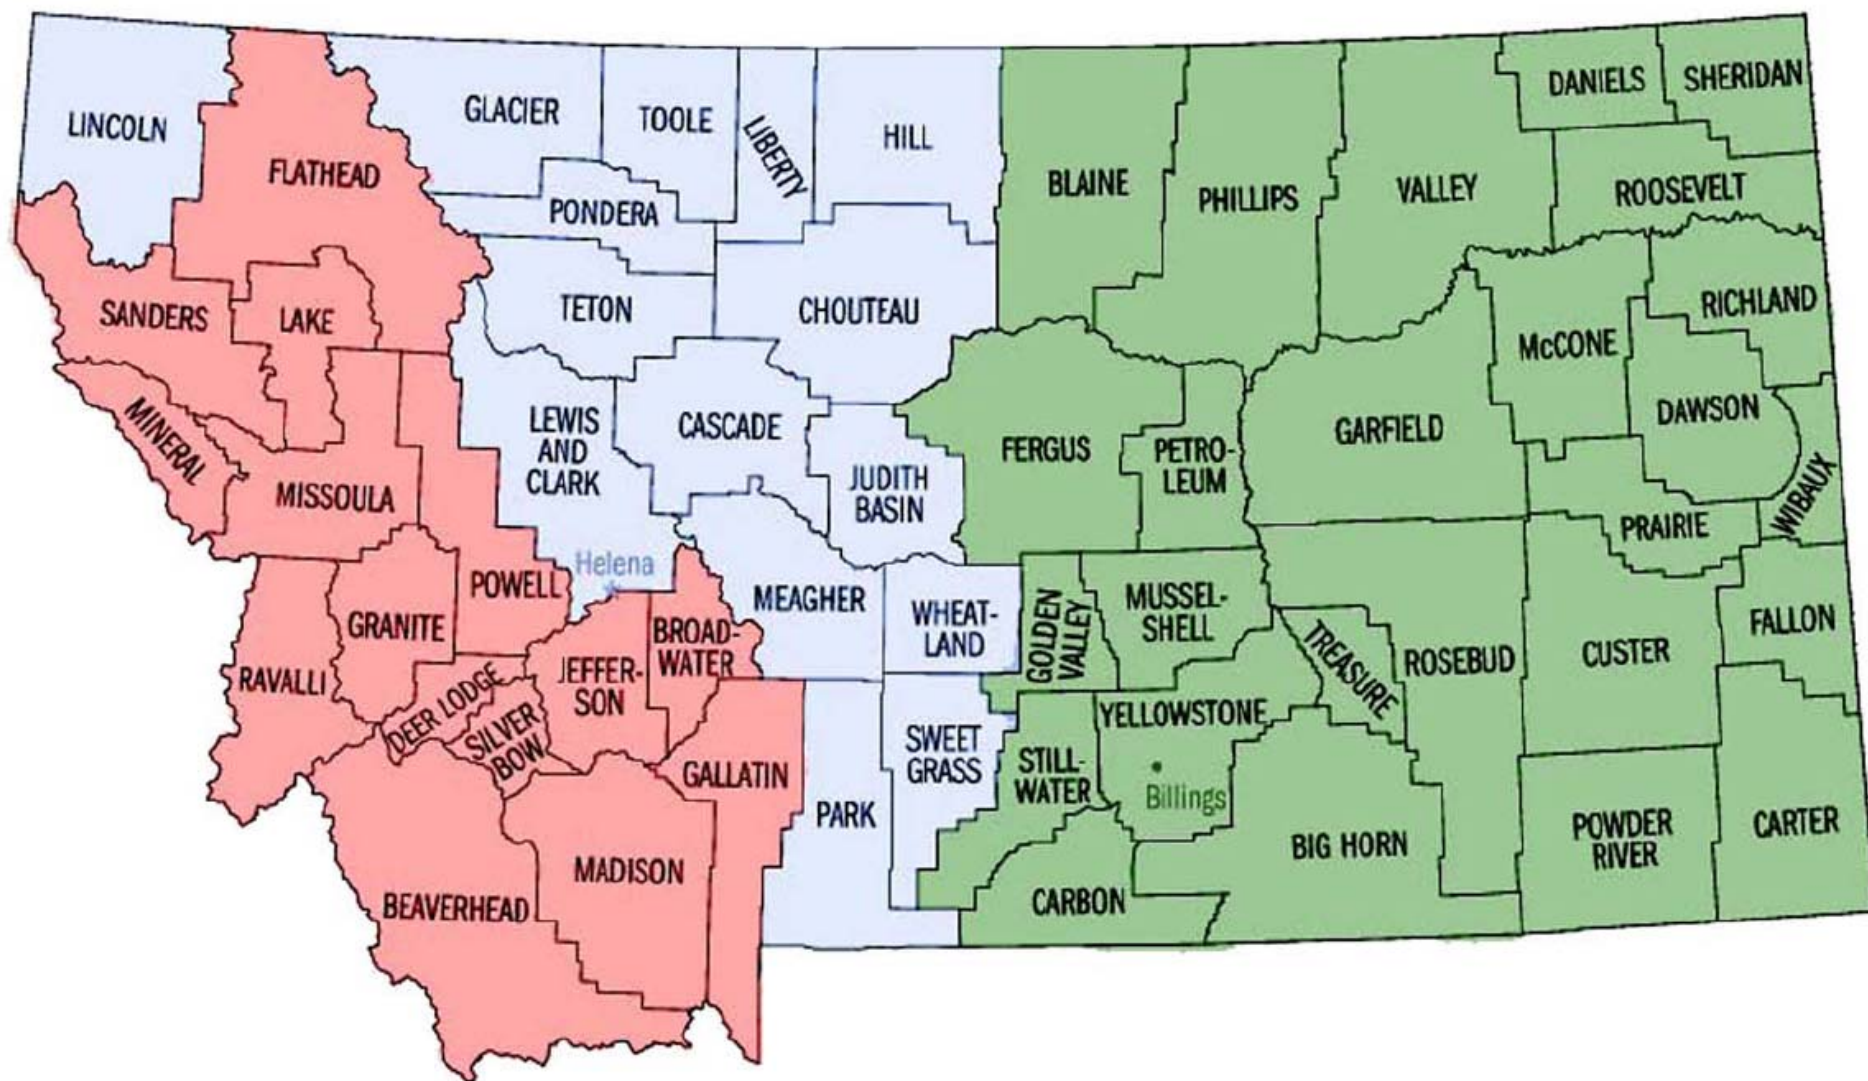 LINCOLN
FLATHEAD
GLACIER
TOOLE
LIBERTY
HILL
BLAINE
PHILLIPS
VALLEY
DANIELS
SHERIDAN
ROOSEVELT
PONDERA
SANDERS
LAKE
TETON
CHOUTEAU
McCONE
RICHLAND
MINERAL
MISSOULA
LEWIS
AND
CLARK
CASCADE
JUDITH
BASIN
FERGUS
PETRO-
LEUM
GARFIELD
DAWSON
WIBAUX
PRAIRIE
Helena
POWELL
GRANITE
RAVALLI
DEER LODGE
SILVER
BOW
JEFFER-
SON
BROAD-
WATER
MEAGHER
WHEAT-
LAND
GOLDEN
VALLEY
MUSSEL-
SHELL
TREASURE
ROSEBUD
CUSTER
FALLON
GALLATIN
PARK
SWEET
GRASS
STILL-
WATER
YELLOWSTONE
Billings
BEAVERHEAD
MADISON
CARBON
BIG HORN
POWDER
RIVER
CARTER